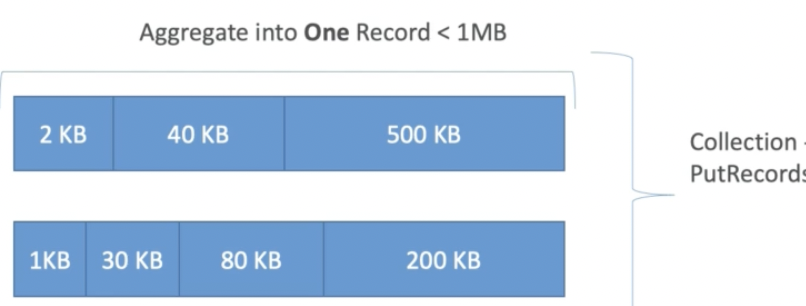 Aggregate into One Record < 1MB
2 KB 40 KB 500 KB
Collection
PutRecords
1KB 30 KB 80 KB 200 KB